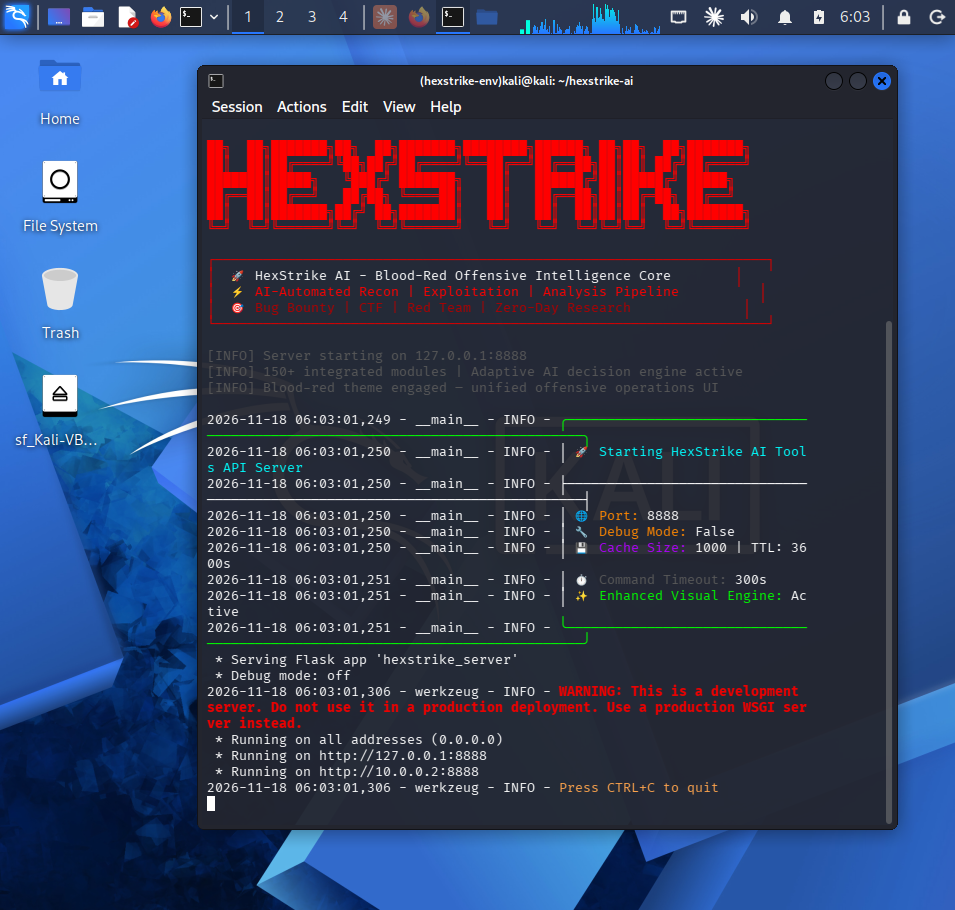 1 2 3 4 6:03
Home
File System
Trash
sf_Kali-VB...
(hexstrike-env)kali@kali: ~/hexstrike-ai
Session Actions Edit View Help
HEXSTRIKE
🚀 HexStrike AI - Blood-Red Offensive Intelligence Core
⚡ AI-Automated Recon | Exploitation | Analysis Pipeline
🎯 Bug Bounty | CTF | Red Team | Zero-Day Research
[INFO] Server starting on 127.0.0.1:8888
[INFO] 150+ integrated modules | Adaptive AI decision engine active
[INFO] Blood-red theme engaged – unified offensive operations UI
2026-11-18 06:03:01,249 - __main__ - INFO -
2026-11-18 06:03:01,250 - __main__ - INFO - │ 🚀 Starting HexStrike AI Tool
s API Server
2026-11-18 06:03:01,250 - __main__ - INFO -
2026-11-18 06:03:01,250 - __main__ - INFO - │ 🌐 Port: 8888
2026-11-18 06:03:01,250 - __main__ - INFO - │ 🔧 Debug Mode: False
2026-11-18 06:03:01,250 - __main__ - INFO - │ 💾 Cache Size: 1000 | TTL: 36
00s
2026-11-18 06:03:01,251 - __main__ - INFO - │ ⏱️ Command Timeout: 300s
2026-11-18 06:03:01,251 - __main__ - INFO - │ ✨ Enhanced Visual Engine: Ac
tive
2026-11-18 06:03:01,251 - __main__ - INFO -
* Serving Flask app 'hexstrike_server'
* Debug mode: off
2026-11-18 06:03:01,306 - werkzeug - INFO - WARNING: This is a development
server. Do not use it in a production deployment. Use a production WSGI ser
ver instead.
* Running on all addresses (0.0.0.0)
* Running on http://127.0.0.1:8888
* Running on http://10.0.0.2:8888
2026-11-18 06:03:01,306 - werkzeug - INFO - Press CTRL+C to quit
KALI